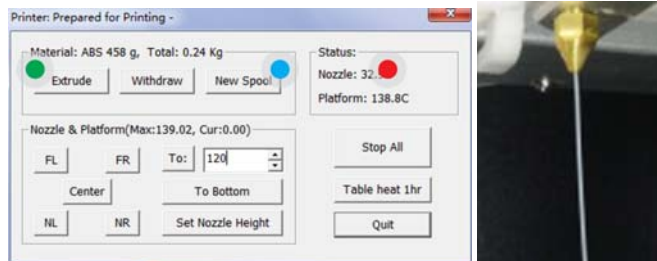 Printer: Prepared for Printing -
Material: ABS 458 g, Total: 0.24 Kg
Extrude
Withdraw
New Spool
Status:
Nozzle: 32.
Platform: 138.8C
Nozzle & Platform(Max:139.02, Cur:0.00)
FL
FR
To:
120
Center
To Bottom
NL
NR
Set Nozzle Height
Stop All
Table heat 1hr
Quit